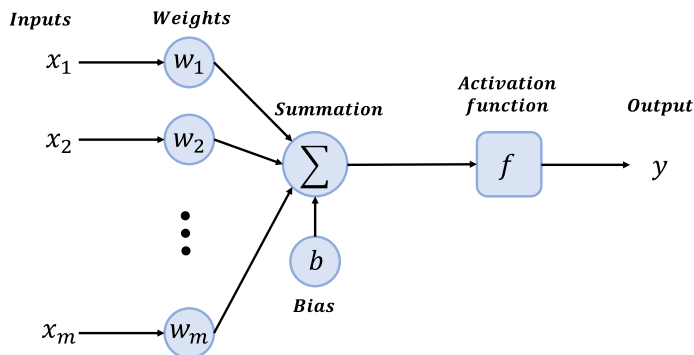 Inputs
Weights
x₁
w₁
Summation
Activation
function
Output
x₂
w₂
∑
f
y
b
Bias
xₘ
wₘ